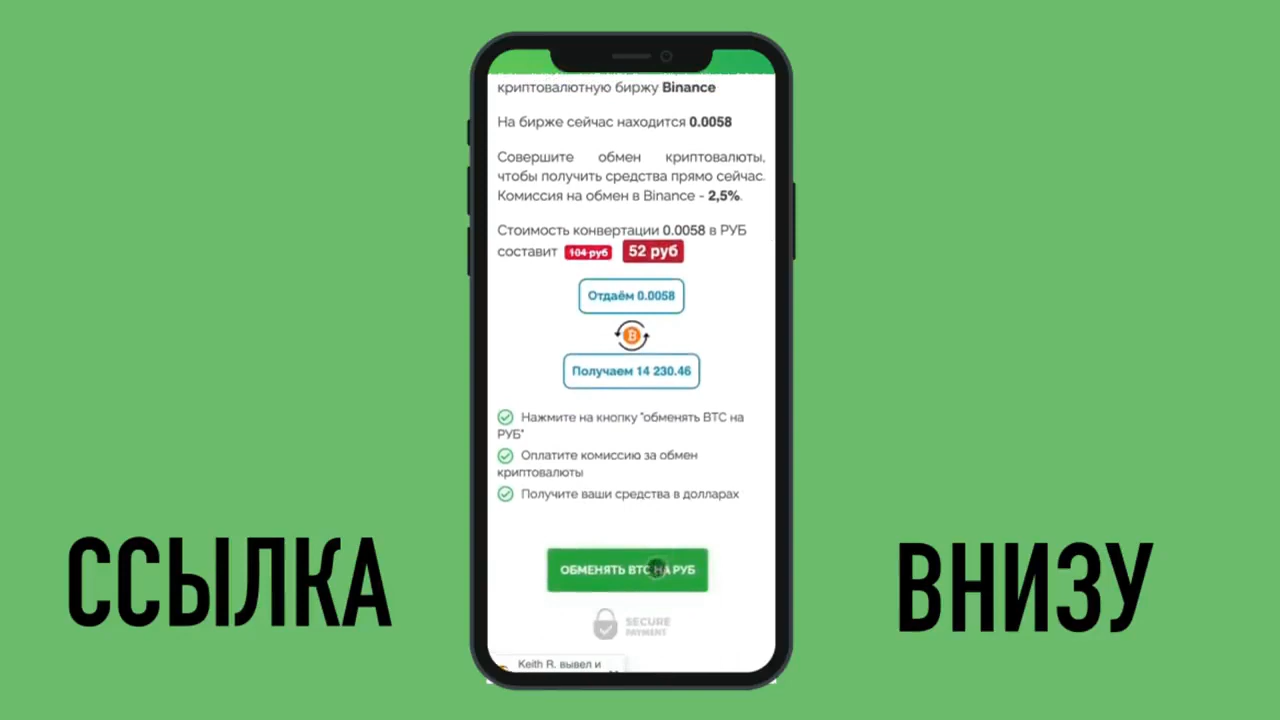 криптовалютную биржу Binance
На бирже сейчас находится 0.0058
Совершите обмен криптовалюты,
чтобы получить средства прямо сейчас.
Комиссия на обмен в Binance - 2,5%.
Стоимость конвертации 0.0058 в РУБ
составит 104 руб 52 руб
Отдаём 0.0058
Получаем 14 230.46
Нажмите на кнопку "обменять BTC на
РУБ"
Оплатите комиссию за обмен
криптовалюты
Получите ваши средства в долларах
ССЫЛКА
ВНИЗУ
ОБМЕНЯТЬ BTC НА РУБ
SECURE
PAYMENT
Keith R. вывел и